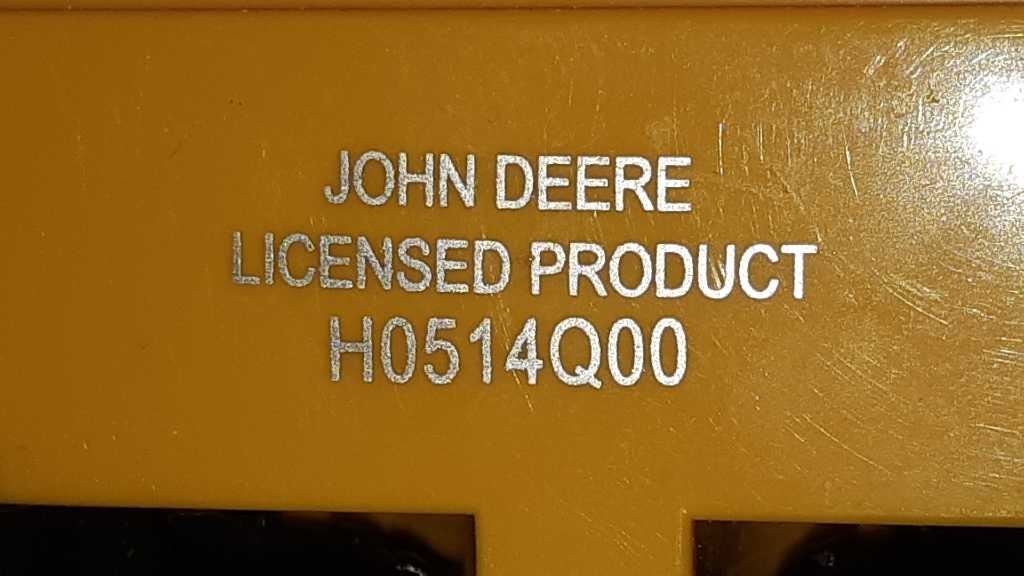 JOHN DEERE
LICENSED PRODUCT
H0514Q00